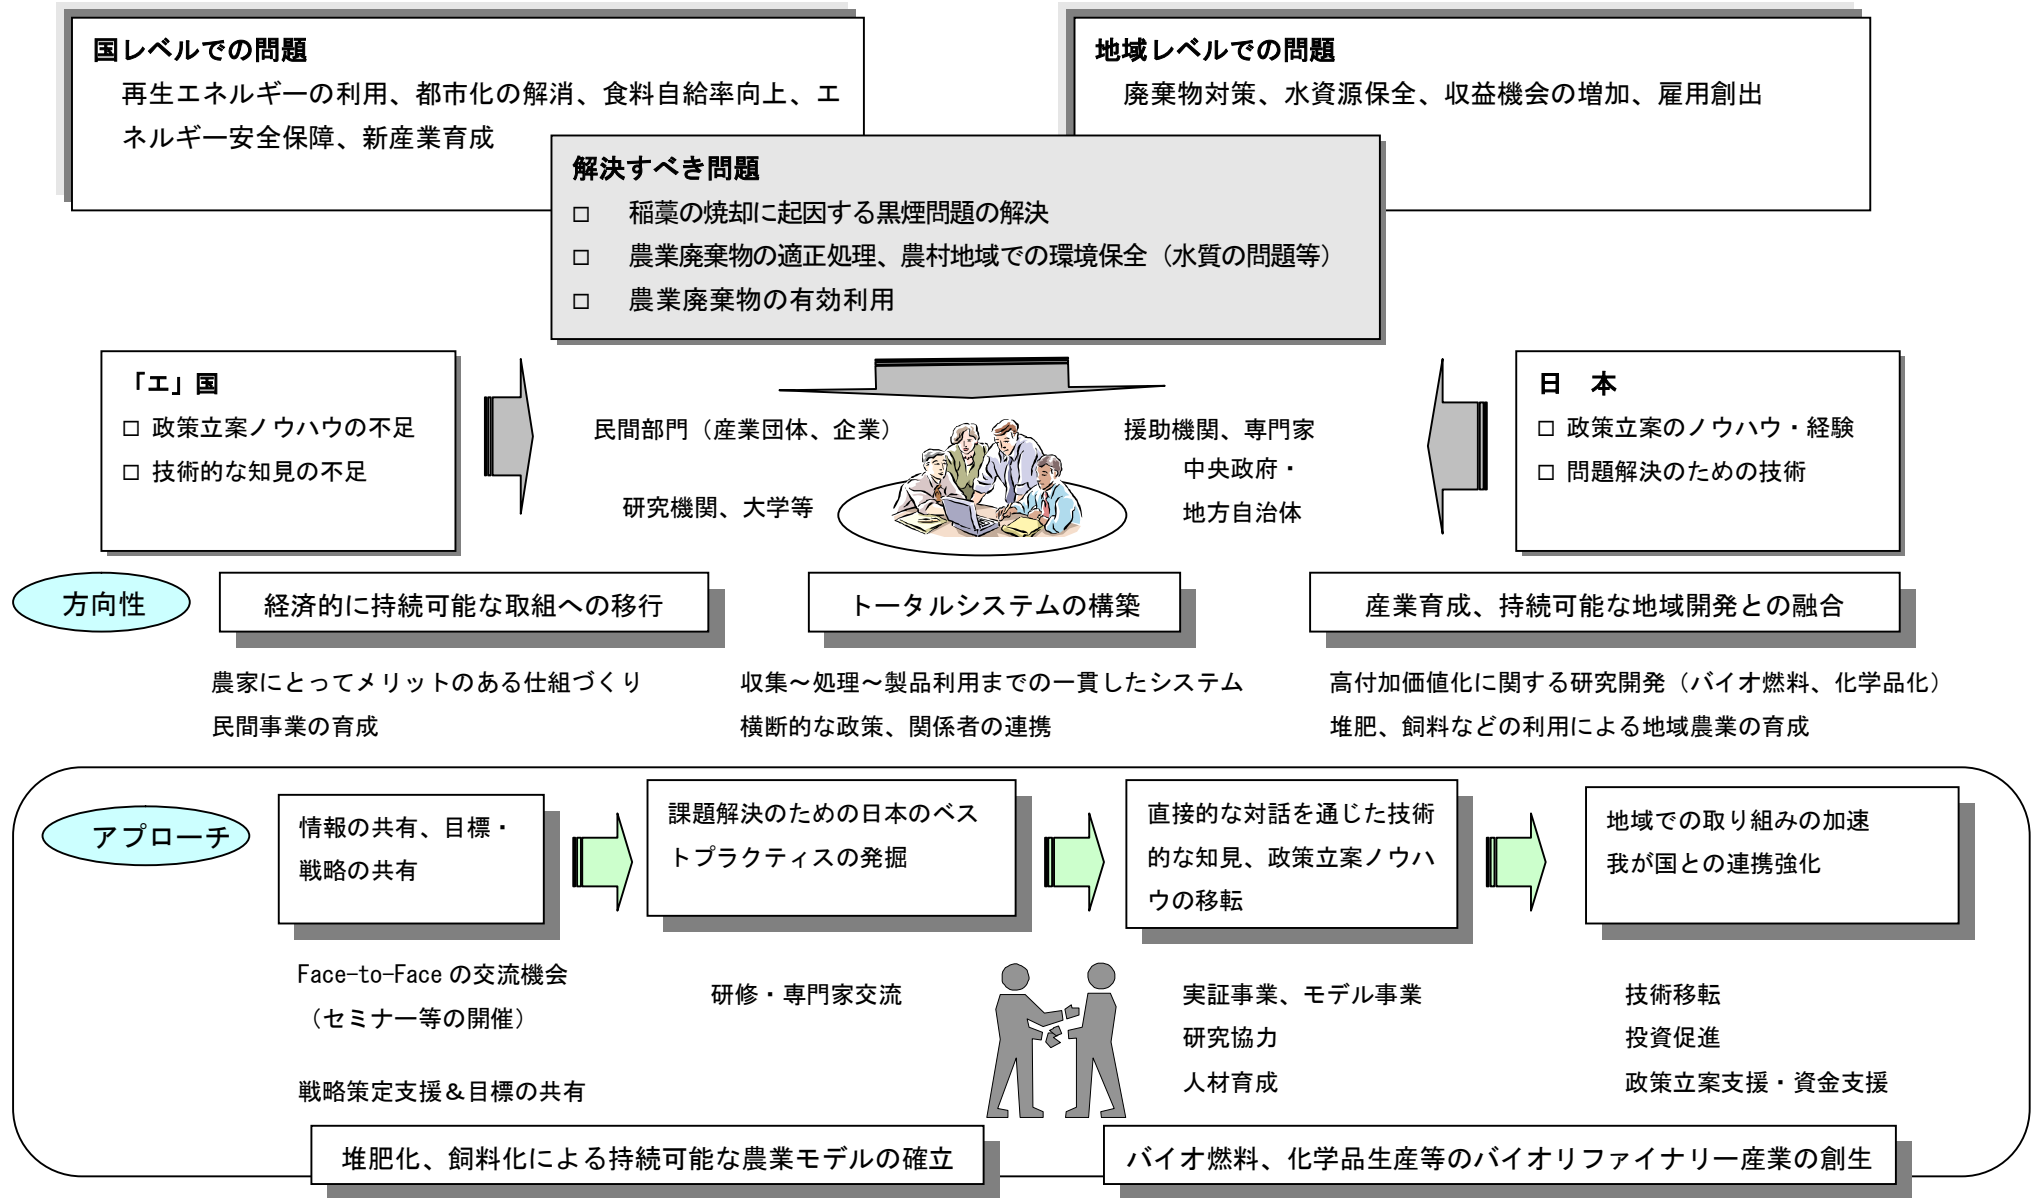 国レベルでの問題
再生エネルギーの利用、都市化の解消、食料自給率向上、エ
ネルギー安全保障、新産業育成
地域レベルでの問題
廃棄物対策、水資源保全、収益機会の増加、雇用創出
解決すべき問題
□ 稲藁の焼却に起因する黒煙問題の解決
□ 農業廃棄物の適正処理、農村地域での環境保全（水質の問題等）
□ 農業廃棄物の有効利用
「エ」国
□ 政策立案ノウハウの不足
□ 技術的な知見の不足
民間部門（産業団体、企業）
研究機関、大学等
援助機関、専門家
中央政府・
地方自治体
日　本
□ 政策立案のノウハウ・経験
□ 問題解決のための技術
方向性
経済的に持続可能な取組への移行
トータルシステムの構築
産業育成、持続可能な地域開発との融合
農家にとってメリットのある仕組づくり
民間事業の育成
収集～処理～製品利用までの一貫したシステム
横断的な政策、関係者の連携
高付加価値化に関する研究開発（バイオ燃料、化学品化）
堆肥、飼料などの利用による地域農業の育成
アプローチ
情報の共有、目標・
戦略の共有
課題解決のための日本のベス
トプラクティスの発掘
直接的な対話を通じた技術
的な知見、政策立案ノウハ
ウの移転
地域での取り組みの加速
我が国との連携強化
Face-to-Face の交流機会
（セミナー等の開催）
戦略策定支援＆目標の共有
研修・専門家交流
実証事業、モデル事業
研究協力
人材育成
技術移転
投資促進
政策立案支援・資金支援
堆肥化、飼料化による持続可能な農業モデルの確立
バイオ燃料、化学品生産等のバイオリファイナリー産業の創生